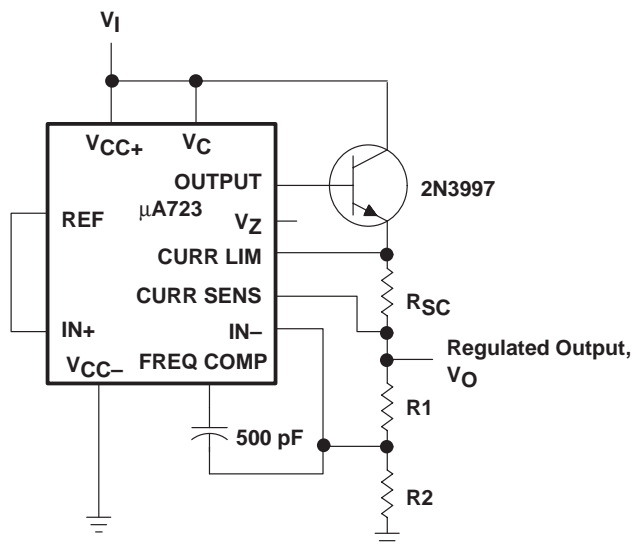 VI
VCC+
VC
OUTPUT
2N3997
REF
μA723
VZ
CURR LIM
CURR SENS
RSC
IN+
IN–
Regulated Output,
VO
VCC–
FREQ COMP
R1
500 pF
R2